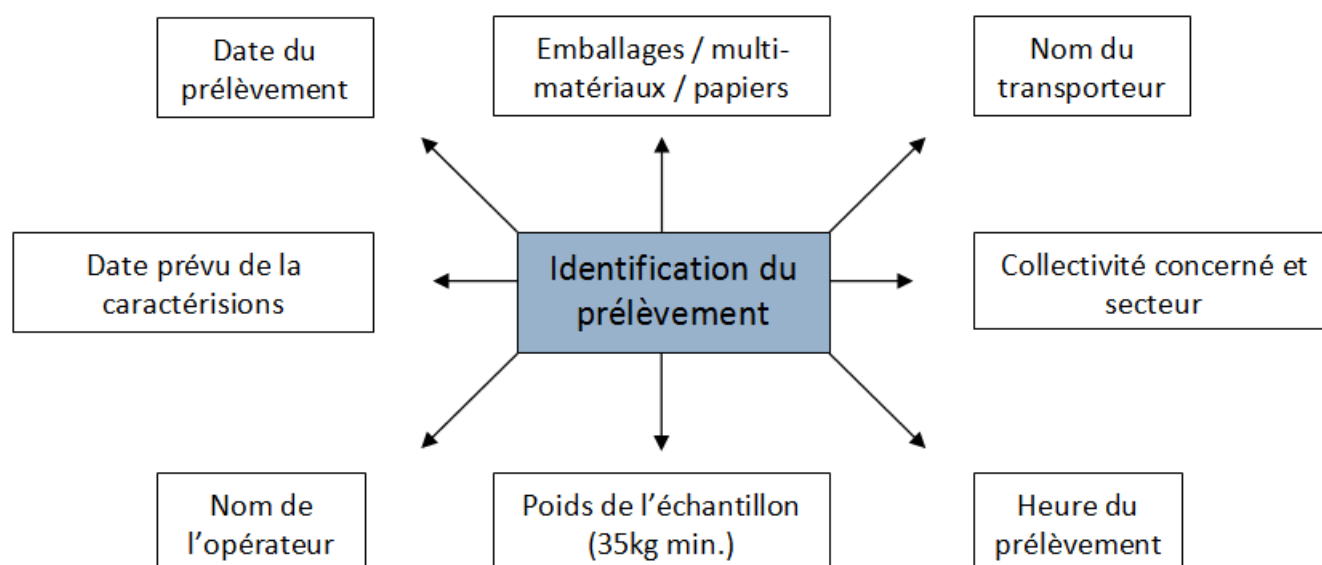 Date du
prélèvement
Emballages / multi-
matériaux / papiers
Nom du
transporteur
Date prévu de la
caractérisions
Identification du
prélèvement
Collectivité concerné et
secteur
Nom de
l’opérateur
Poids de l’échantillon
(35kg min.)
Heure du
prélèvement